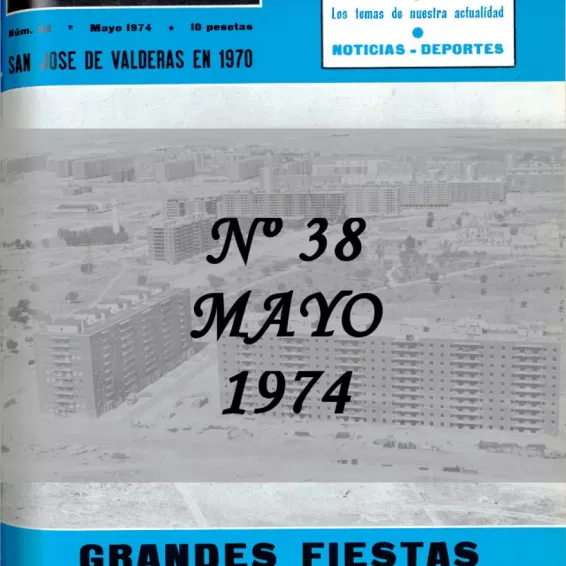 Los temas de nuestra actualidad
NOTICIAS - DEPORTES
Núm. * Mayo 1974 * 10 pesetas
SAN JOSE DE VALDERAS EN 1970
Nº 38
MAYO
1974
GRANDES FIESTAS